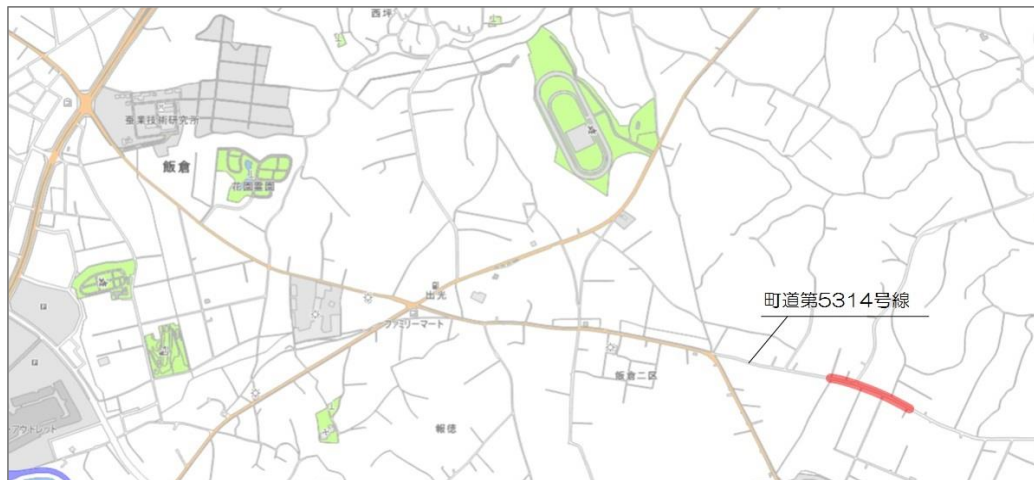 西坪
蚕業技術研究所
飯倉
花園霊園
出光
ファミリーマート
町道第5314号線
飯倉二区
報徳
アウトレット